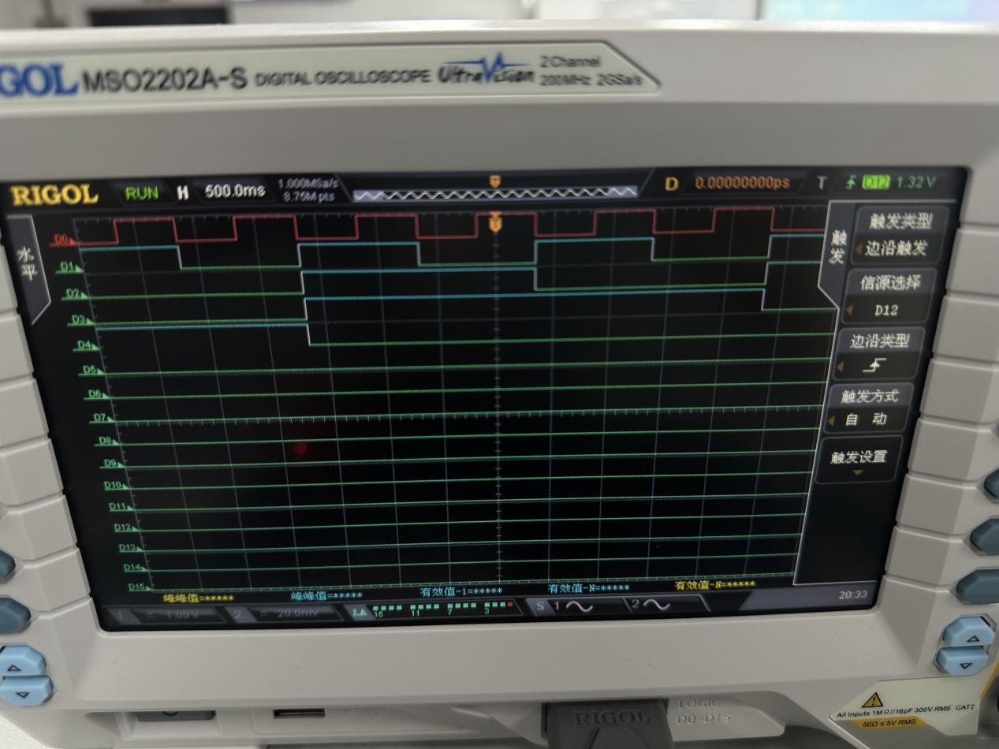 GOL MSO2202A-S DIGITAL OSCILLOSCOPE UltraVision 2 Channel
200MHz 2GSa/s
RIGOL RUN H 500.0ms 1.000MSa/s
8.75M pts
D 0.00000000ps T D12 1.32 V
水平
触发
触发类型
边沿触发
信源选择
D12
边沿类型
触发方式
自 动
触发设置
D0
D1
D2
D3
D4
D5
D6
D7
D8
D9
D10
D11
D12
D13
D14
D15
峰峰值=***** 峰峰值=***** 有效值-1=***** 有效值-N=***** 有效值-N=*****
1 = 1.00 V 2 = 20.0mV LA 15 11 7 3 S 1 2 20:33
RIGOL
LOGIC
D0-D15
All inputs 1MΩ//16pF 300V RMS CAT I
50Ω ≤ 5V RMS